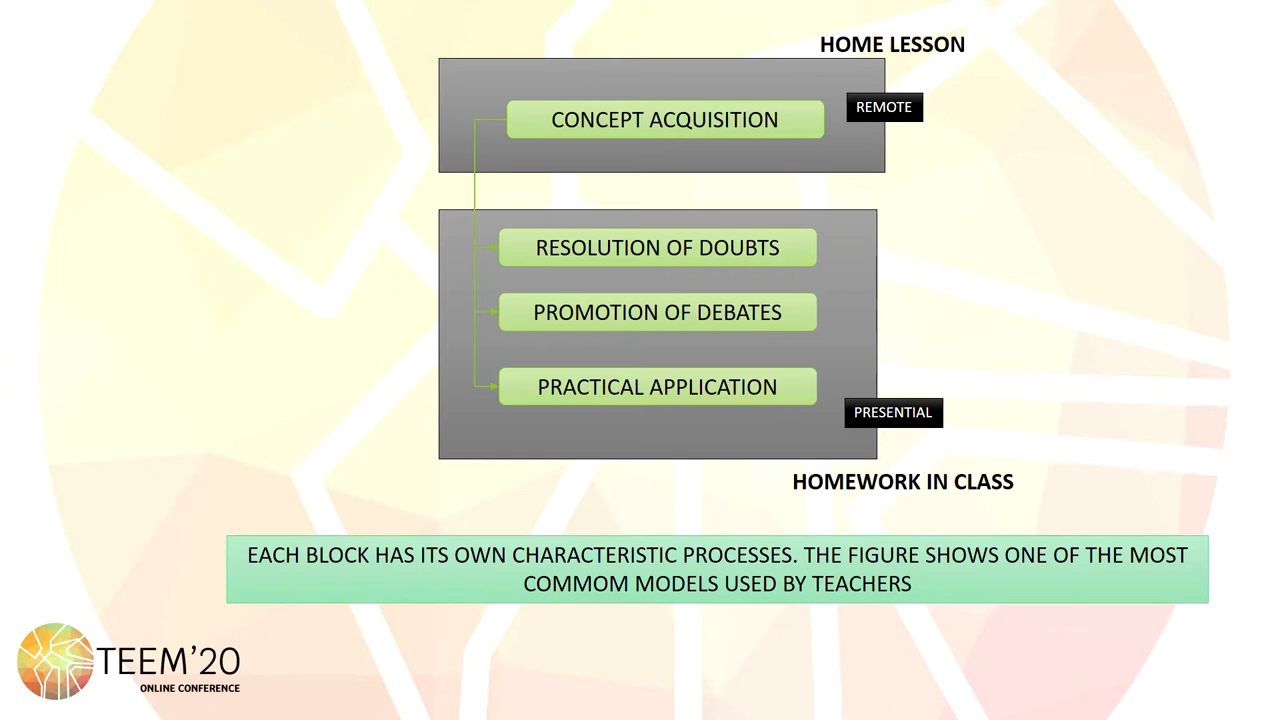 HOME LESSON
REMOTE
CONCEPT ACQUISITION
RESOLUTION OF DOUBTS
PROMOTION OF DEBATES
PRACTICAL APPLICATION
PRESENTIAL
HOMEWORK IN CLASS
EACH BLOCK HAS ITS OWN CHARACTERISTIC PROCESSES. THE FIGURE SHOWS ONE OF THE MOST
COMMOM MODELS USED BY TEACHERS
TEEM'20
ONLINE CONFERENCE